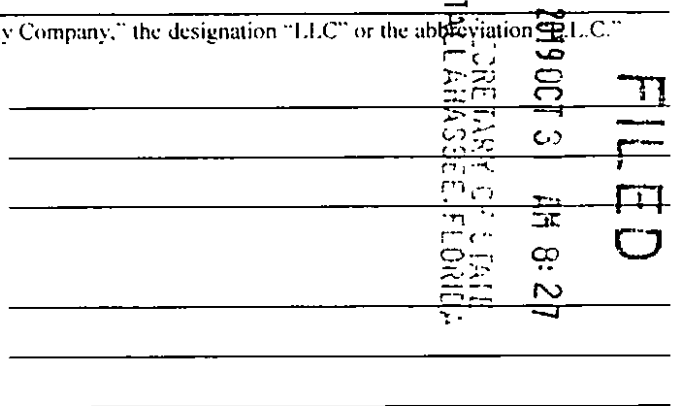 y Company," the designation "LLC" or the abbreviation "L.L.C."
FILED
2019 OCT 3 AM 8:27
SECRETARY OF STATE
TALLAHASSEE, FLORIDA